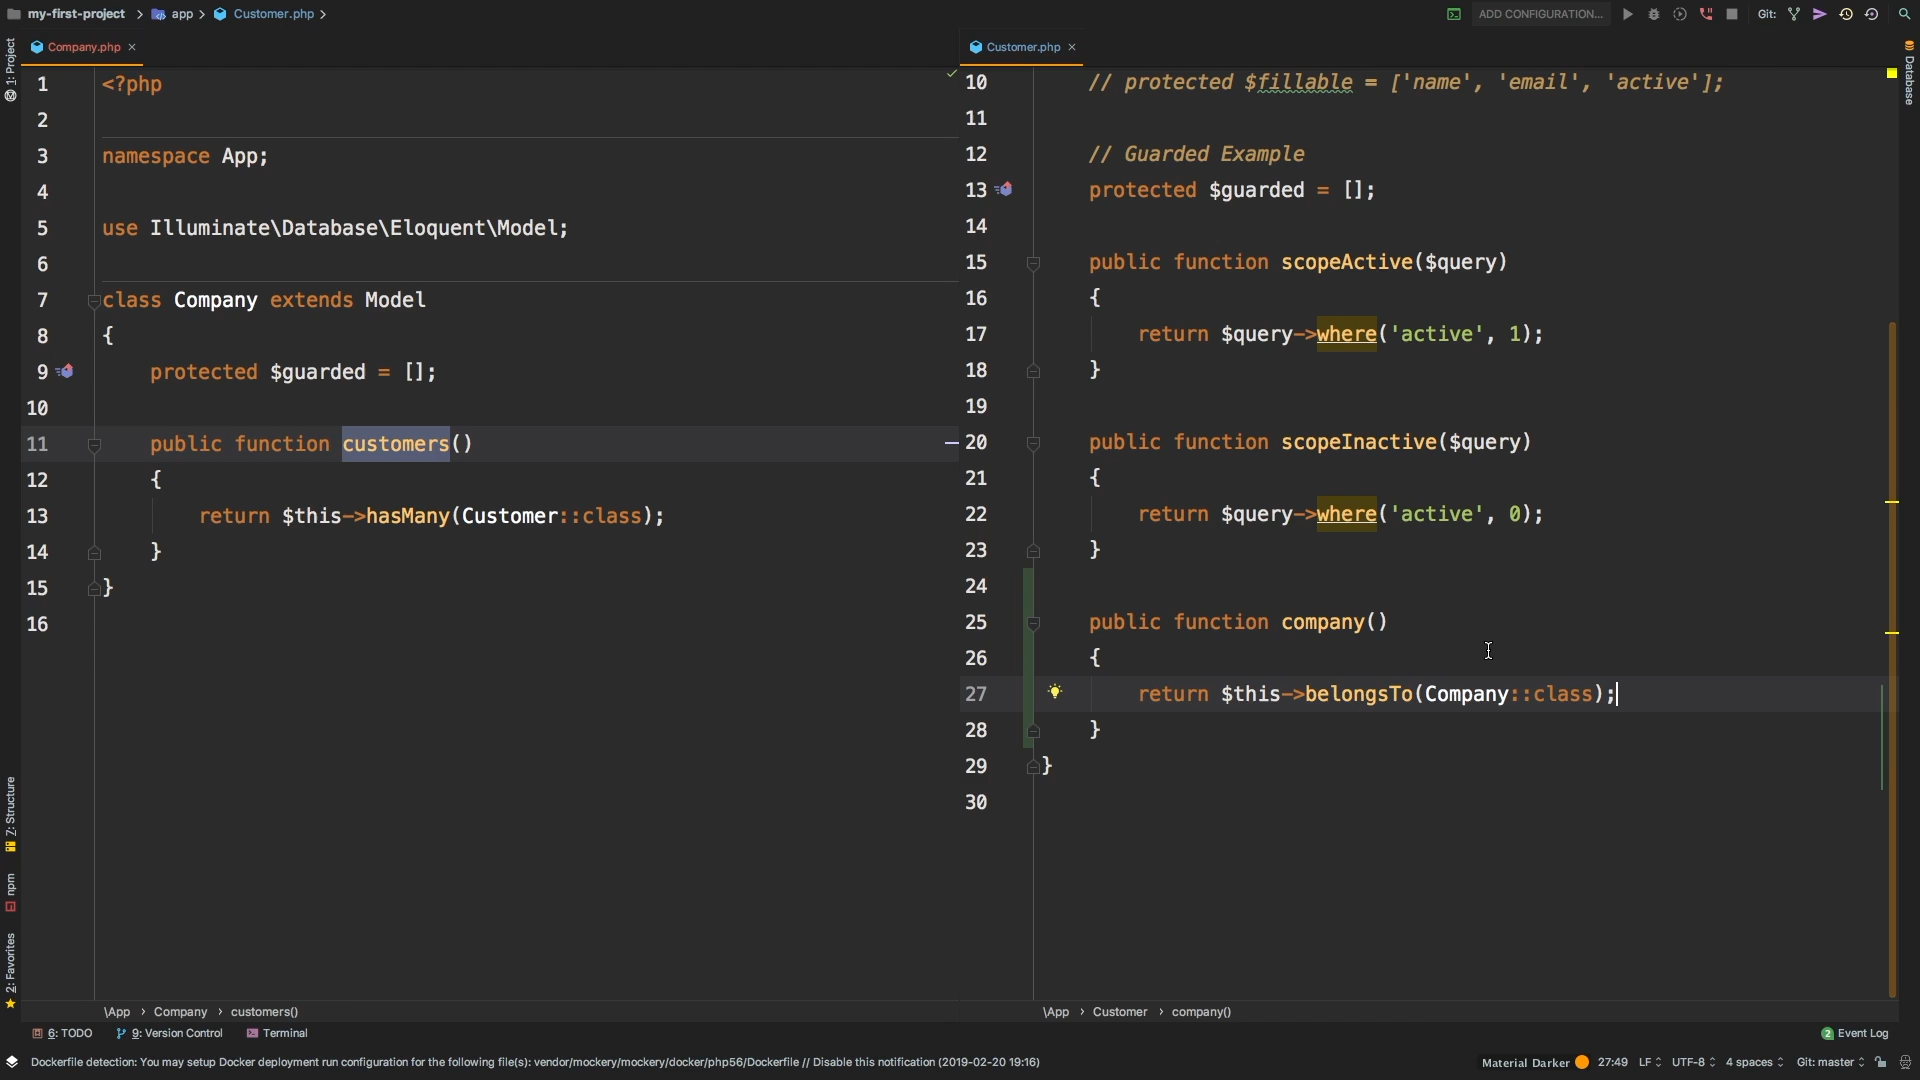 my-first-project > app > Customer.php >
ADD CONFIGURATION...
Git:
1: Project
Company.php ×
Customer.php ×
Database
1 <?php
2
3 namespace App;
4
5 use Illuminate\Database\Eloquent\Model;
6
7 class Company extends Model
8 {
9 protected $guarded = [];
10
11 public function customers()
12 {
13 return $this->hasMany(Customer::class);
14 }
15 }
16
10 // protected $fillable = ['name', 'email', 'active'];
11
12 // Guarded Example
13 protected $guarded = [];
14
15 public function scopeActive($query)
16 {
17 return $query->where('active', 1);
18 }
19
20 public function scopeInactive($query)
21 {
22 return $query->where('active', 0);
23 }
24
25 public function company()
26 {
27 return $this->belongsTo(Company::class);
28 }
29 }
30
Z: Structure
npm
2: Favorites
\App > Company > customers()
\App > Customer > company()
6: TODO
9: Version Control
Terminal
2 Event Log
Dockerfile detection: You may setup Docker deployment run configuration for the following file(s): vendor/mockery/mockery/docker/php56/Dockerfile // Disable this notification (2019-02-20 19:16)
Material Darker
27:49
LF
UTF-8
4 spaces
Git: master